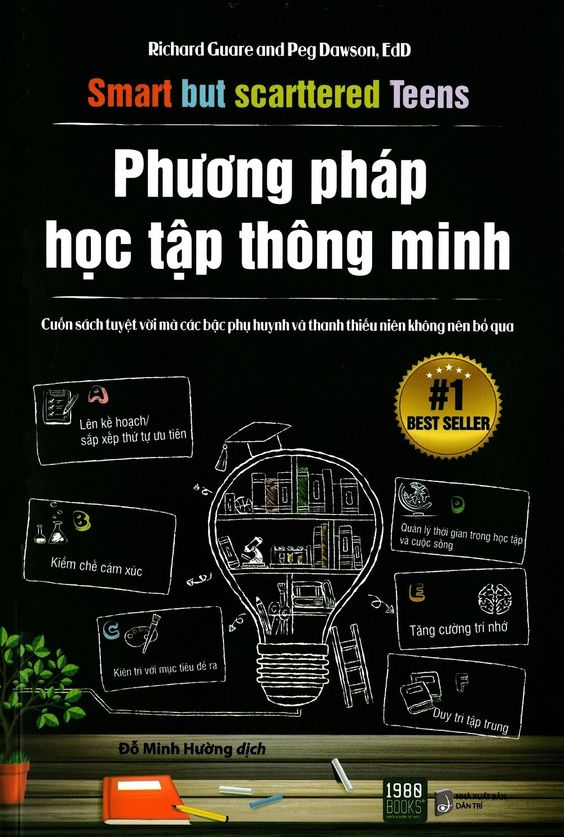 Richard Guare and Peg Dawson, EdD
Smart but scarttered Teens
Phương pháp
học tập thông minh
Cuốn sách tuyệt vời mà các bậc phụ huynh và thanh thiếu niên không nên bỏ qua
#1
BEST SELLER
A
Lên kế hoạch/
sắp xếp thứ tự ưu tiên
B
Kiềm chế cảm xúc
C
Kiên trì với mục tiêu đề ra
D
Quản lý thời gian trong học tập
và cuộc sống
E
Tăng cường trí nhớ
F
Duy trì tập trung
Đỗ Minh Hường dịch
1980
BOOKS
NHÀ XUẤT BẢN
DÂN TRÍ